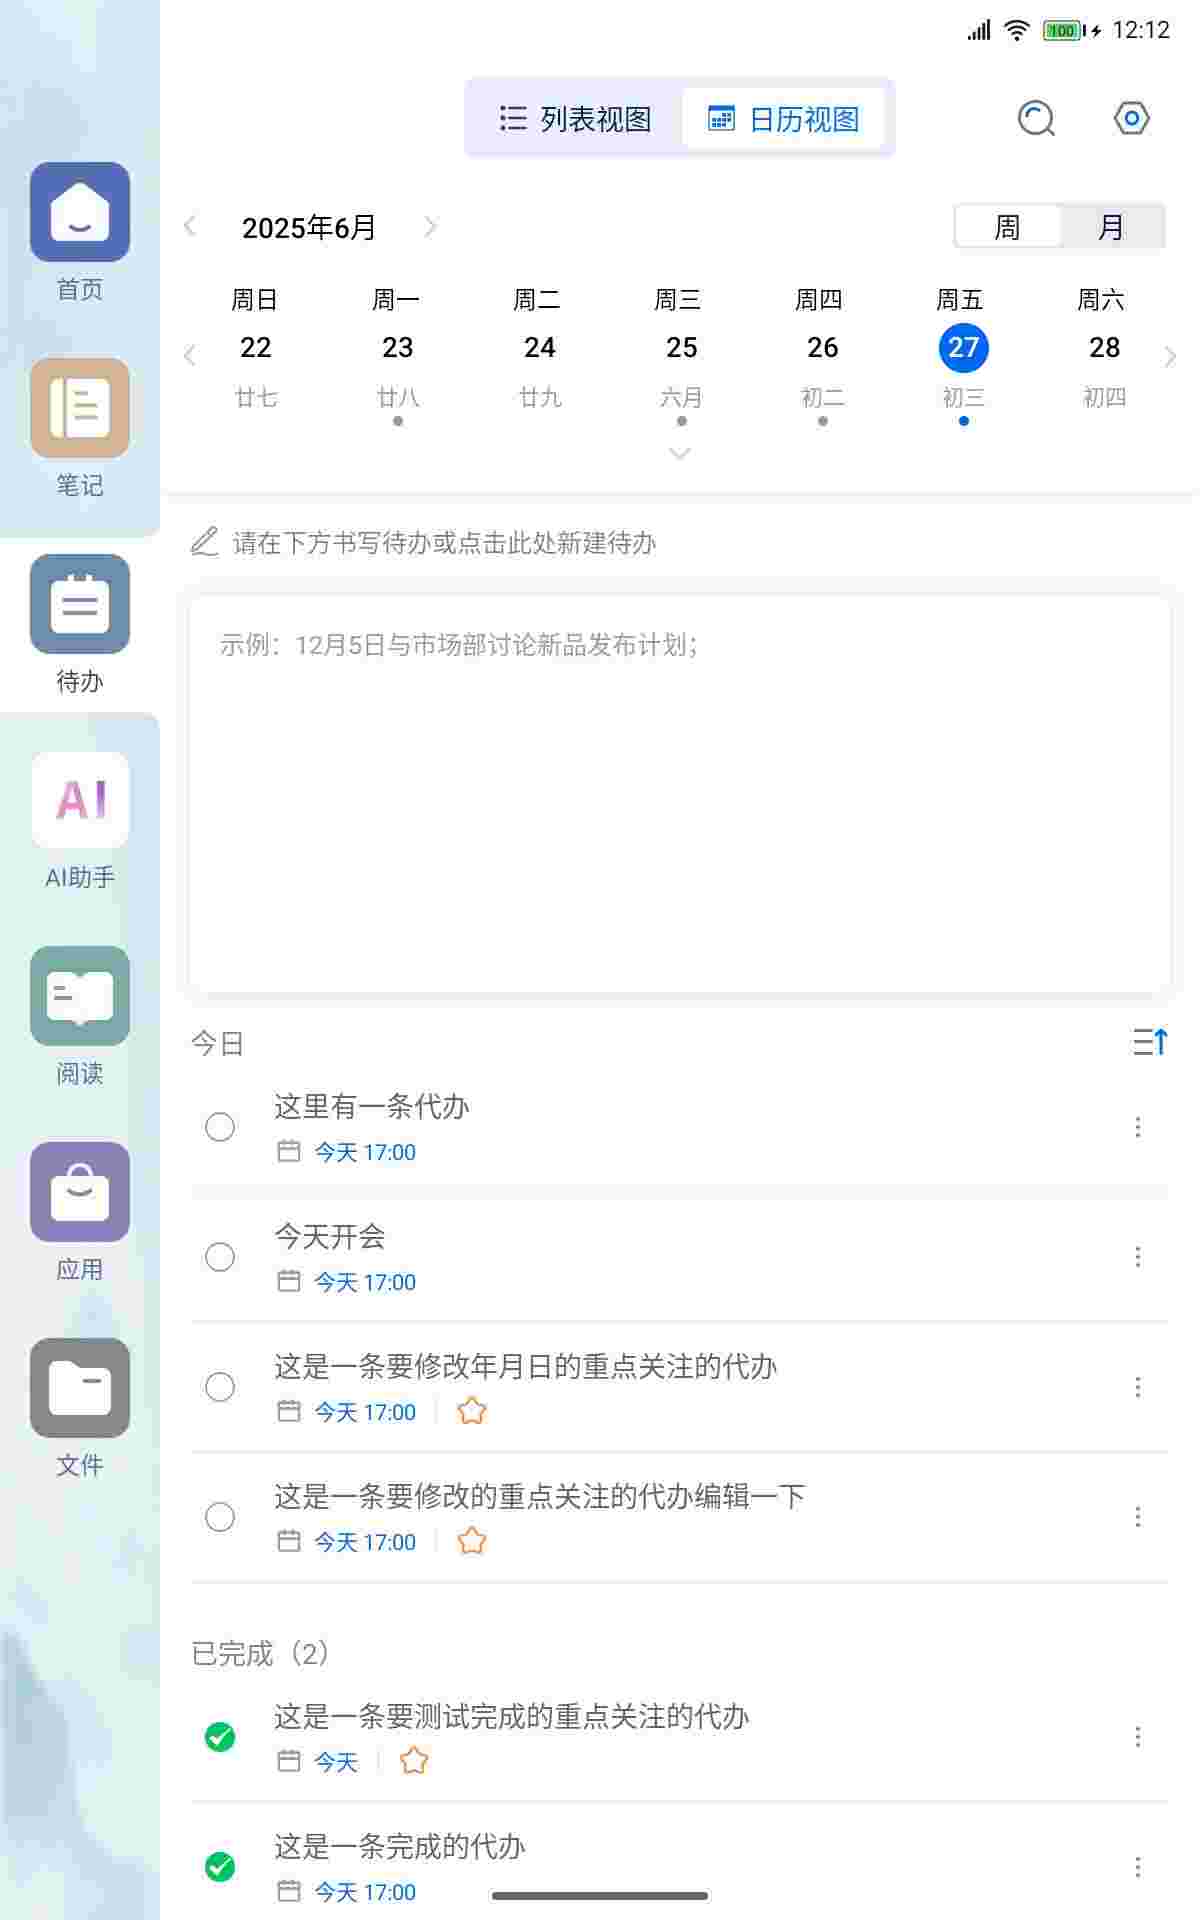 100 12:12
列表视图 日历视图
2025年6月 周 月
周日 周一 周二 周三 周四 周五 周六
22 23 24 25 26 27 28
廿七 廿八 廿九 六月 初二 初三 初四
首页
笔记
待办
AI
AI助手
阅读
应用
文件
请在下方书写待办或点击此处新建待办
示例：12月5日与市场部讨论新品发布计划；
今日
这里有一条代办
今天 17:00
今天开会
今天 17:00
这是一条要修改年月日的重点关注的代办
今天 17:00
这是一条要修改的重点关注的代办编辑一下
今天 17:00
已完成（2）
这是一条要测试完成的重点关注的代办
今天
这是一条完成的代办
今天 17:00